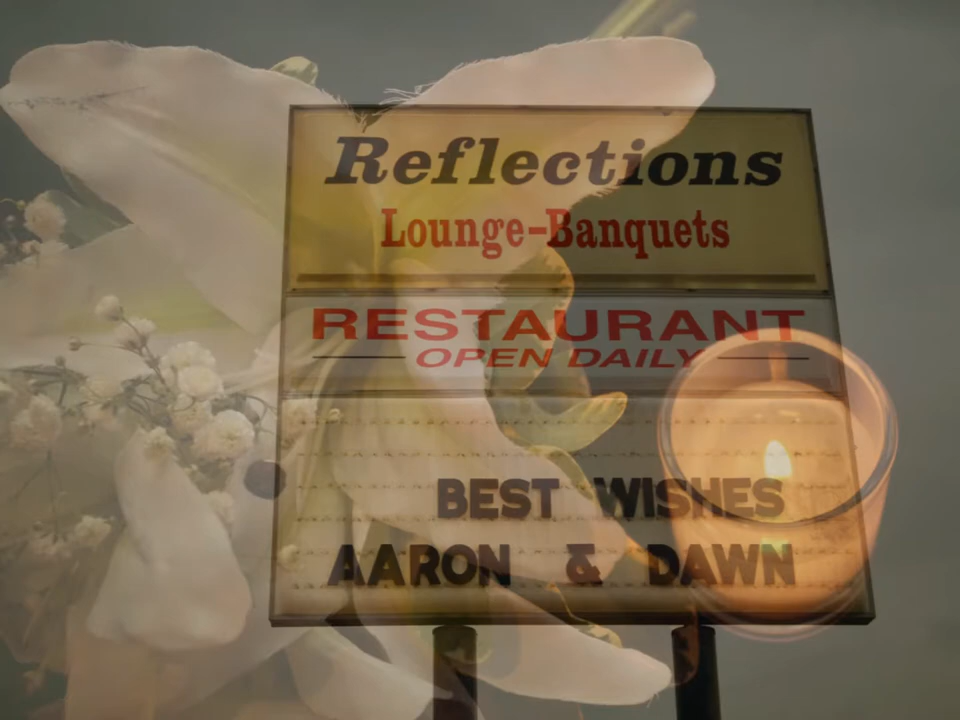 Reflections
Lounge-Banquets
RESTAURANT
OPEN DAILY
BEST WISHES
AARON & DAWN